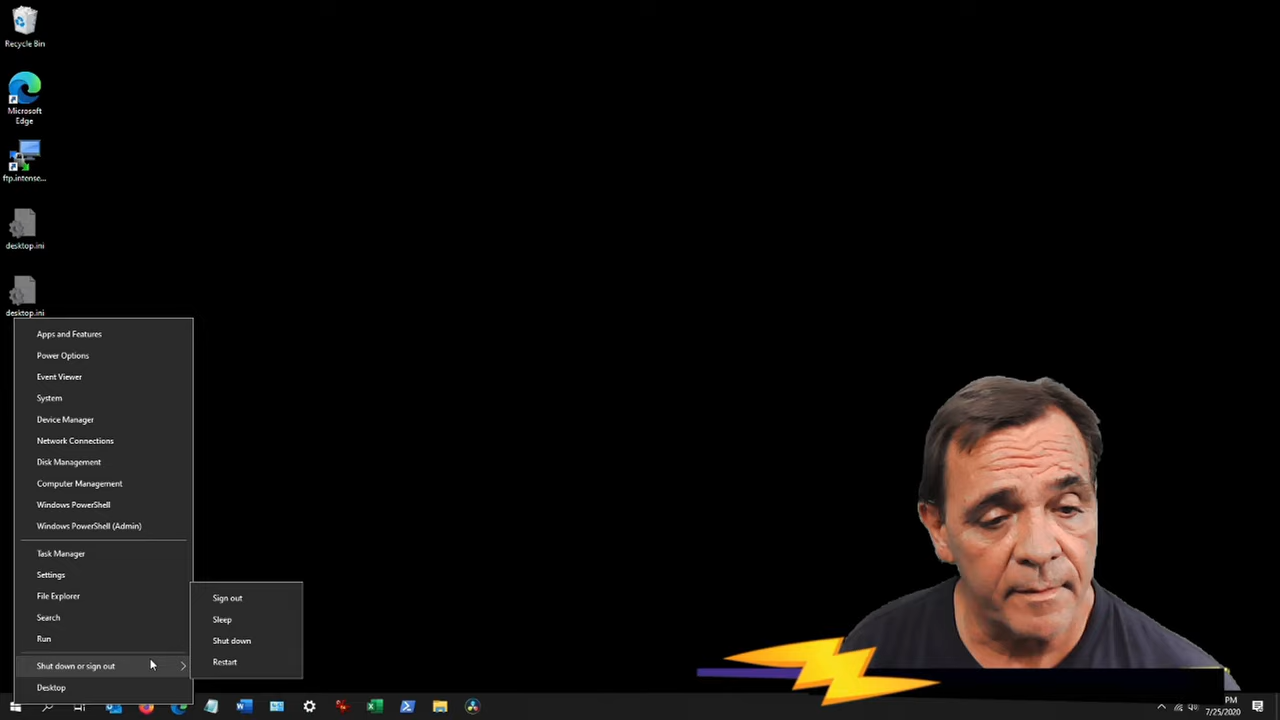 Recycle Bin
Microsoft
Edge
ftp.intense...
desktop.ini
desktop.ini
Apps and Features
Power Options
Event Viewer
System
Device Manager
Network Connections
Disk Management
Computer Management
Windows PowerShell
Windows PowerShell (Admin)
Task Manager
Settings
File Explorer
Search
Run
Shut down or sign out
Desktop
Sign out
Sleep
Shut down
Restart
PM
7/25/2020